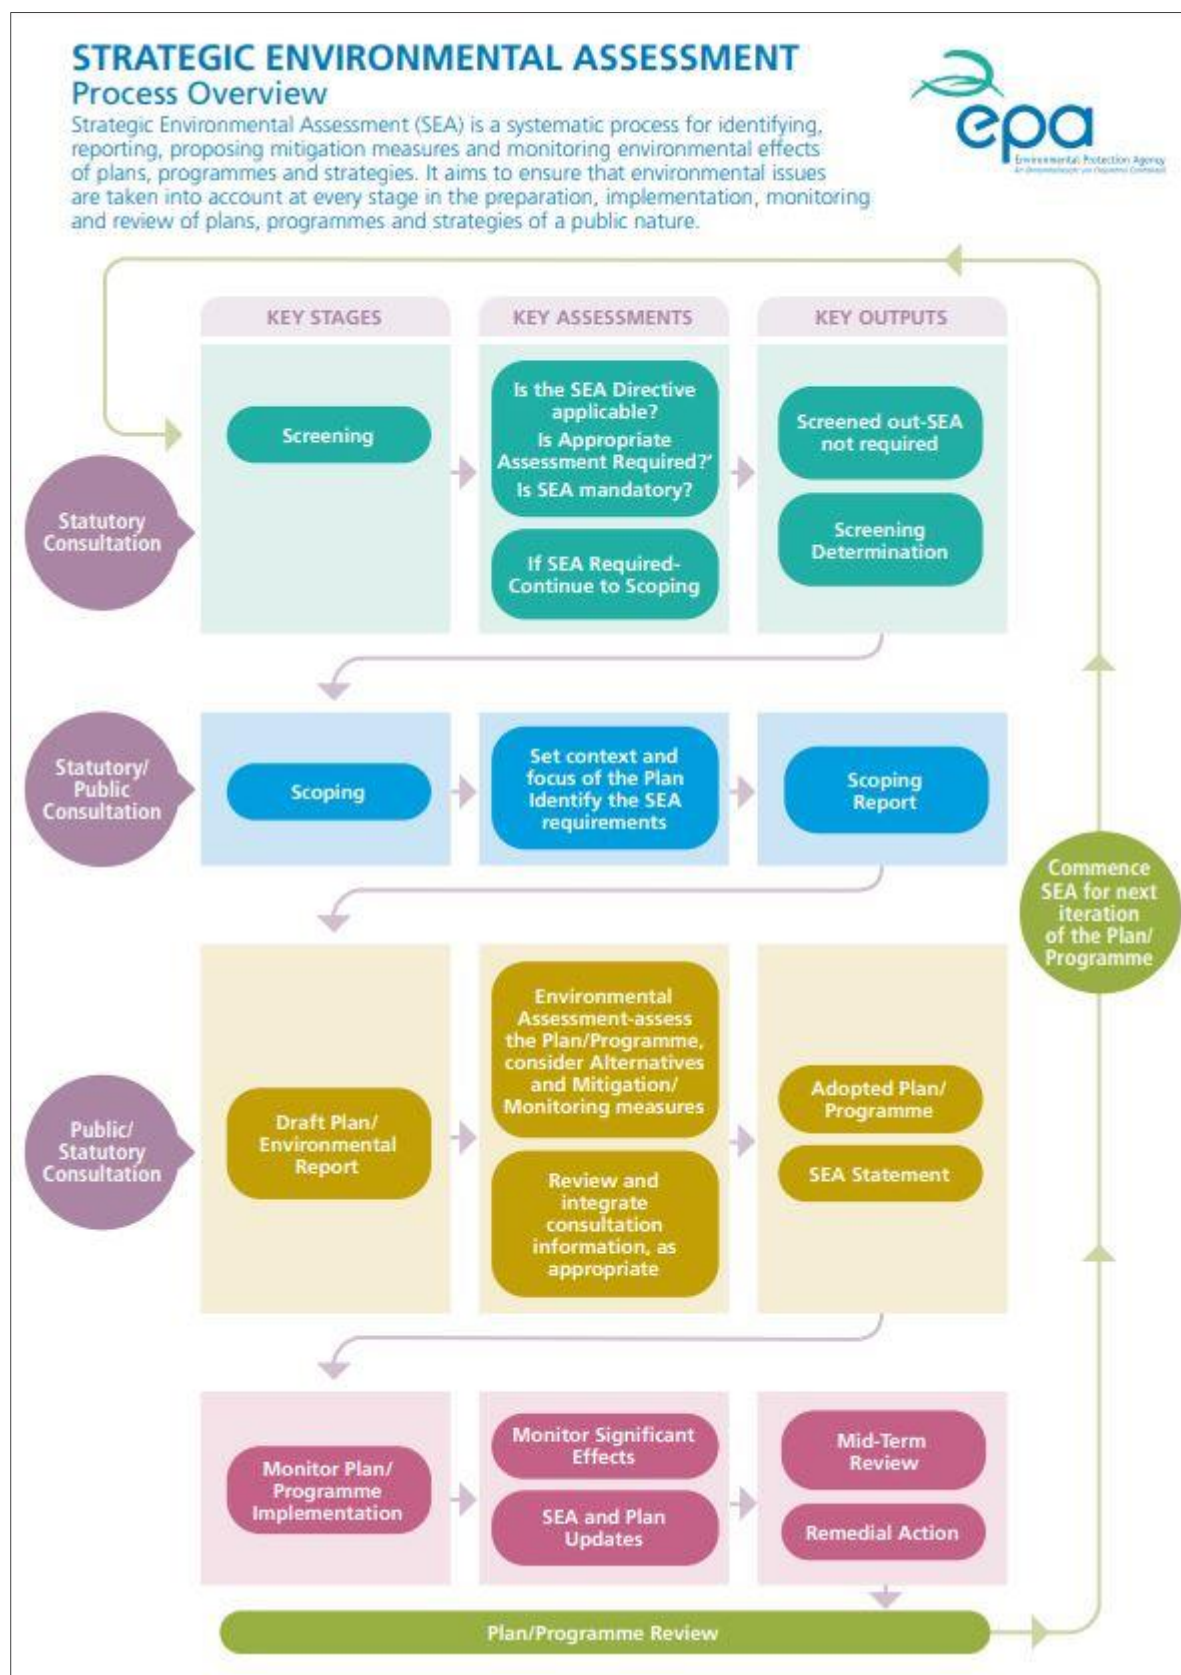 STRATEGIC ENVIRONMENTAL ASSESSMENT
Process Overview
Strategic Environmental Assessment (SEA) is a systematic process for identifying,
reporting, proposing mitigation measures and monitoring environmental effects
of plans, programmes and strategies. It aims to ensure that environmental issues
are taken into account at every stage in the preparation, implementation, monitoring
and review of plans, programmes and strategies of a public nature.
epa
Environmental Protection Agency
KEY STAGES
KEY ASSESSMENTS
KEY OUTPUTS
Statutory
Consultation
Screening
Is the SEA Directive
applicable?
Is Appropriate
Assessment Required?'
Is SEA mandatory?
If SEA Required-
Continue to Scoping
Screened out-SEA
not required
Screening
Determination
Statutory/
Public
Consultation
Scoping
Set context and
focus of the Plan
Identify the SEA
requirements
Scoping
Report
Commence
SEA for next
iteration
of the Plan/
Programme
Public/
Statutory
Consultation
Draft Plan/
Environmental
Report
Environmental
Assessment-assess
the Plan/Programme,
consider Alternatives
and Mitigation/
Monitoring measures
Review and
integrate
consultation
information, as
appropriate
Adopted Plan/
Programme
SEA Statement
Monitor Plan/
Programme
Implementation
Monitor Significant
Effects
SEA and Plan
Updates
Mid-Term
Review
Remedial Action
Plan/Programme Review